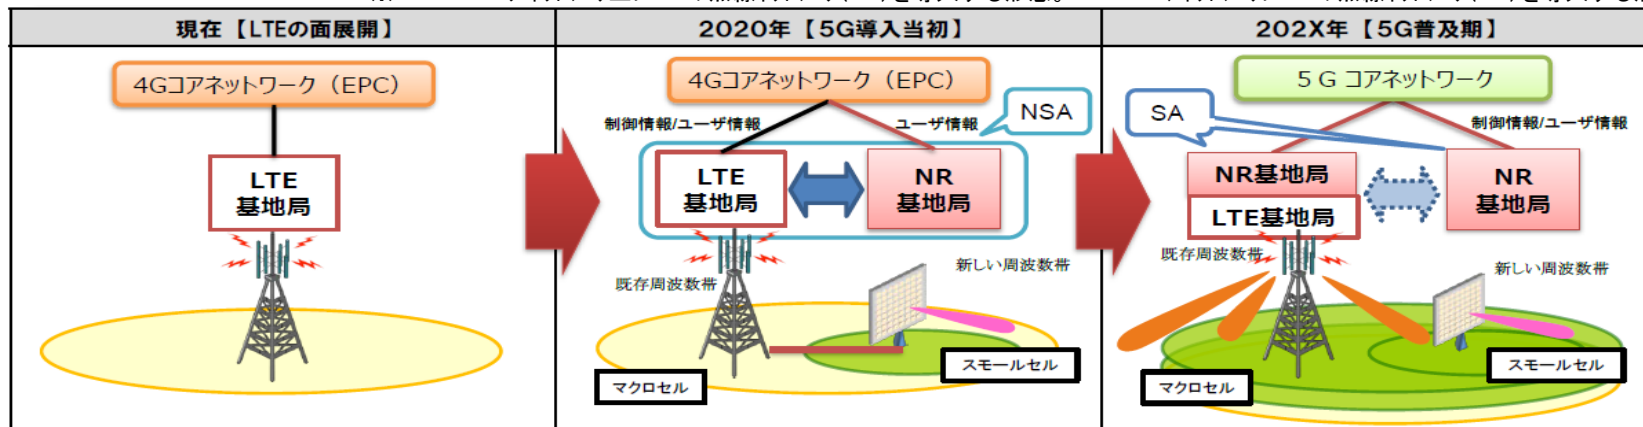 現在【LTEの面展開】
4Gコアネットワーク（EPC）
LTE
基地局
2020年【5G導入当初】
4Gコアネットワーク（EPC）
制御情報/ユーザ情報
ユーザ情報
NSA
LTE
基地局
NR
基地局
既存周波数帯
新しい周波数帯
マクロセル
スモールセル
202X年【5G普及期】
５Ｇ コアネットワーク
SA
制御情報/ユーザ情報
NR基地局
LTE基地局
NR
基地局
既存周波数帯
新しい周波数帯
マクロセル
スモールセル